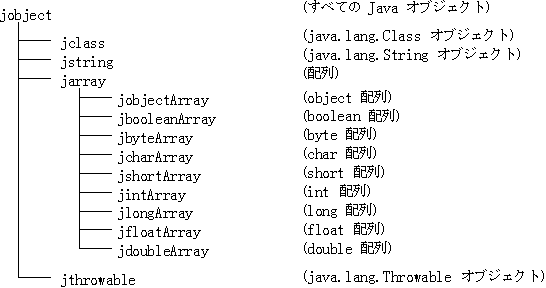 jobject (すべての Java オブジェクト)
jclass (java.lang.Class オブジェクト)
jstring (java.lang.String オブジェクト)
jarray (配列)
jobjectArray (object 配列)
jbooleanArray (boolean 配列)
jbyteArray (byte 配列)
jcharArray (char 配列)
jshortArray (short 配列)
jintArray (int 配列)
jlongArray (long 配列)
jfloatArray (float 配列)
jdoubleArray (double 配列)
jthrowable (java.lang.Throwable オブジェクト)